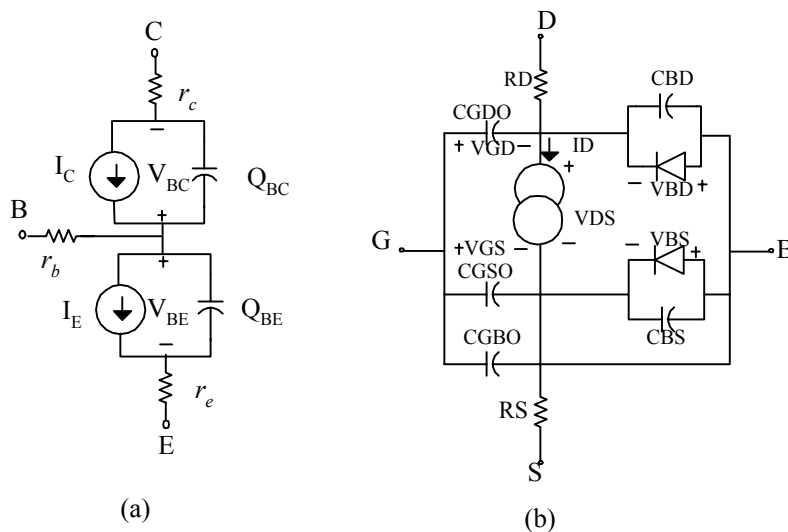 C
r_c
−
I_C
V_BC
Q_BC
+
B
r_b
+
I_E
V_BE
Q_BE
−
r_e
E
(a)
D
RD
CBD
CGDO
+ VGD −
ID
+
− VBD +
VDS
G
+VGS −
−
− VBS +
B
CGSO
CBS
CGBO
RS
S
(b)